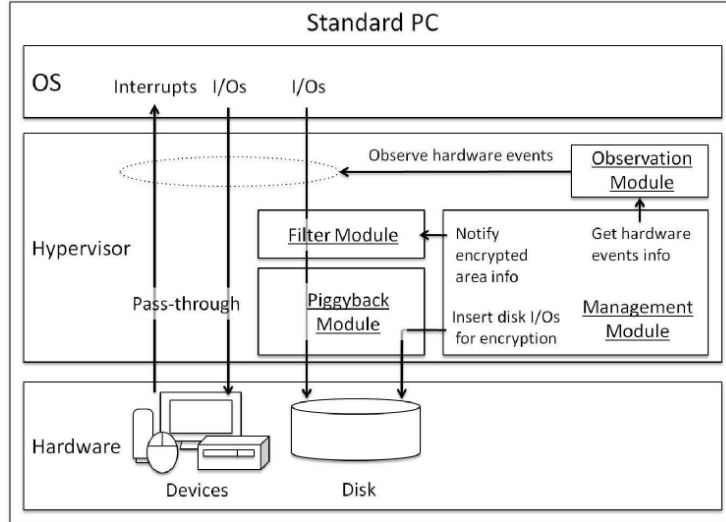 Standard PC
OS
Interrupts
I/Os
I/Os
Observe hardware events
Observation
Module
Hypervisor
Filter Module
Notify
encrypted
area info
Get hardware
events info
Pass-through
Piggyback
Module
Insert disk I/Os
for encryption
Management
Module
Hardware
Devices
Disk